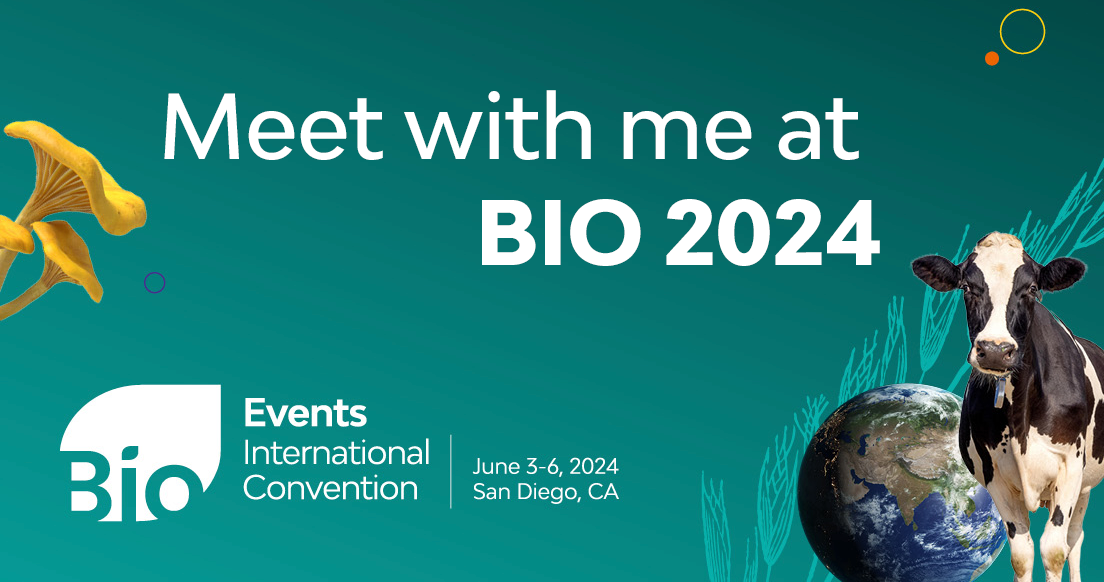 Meet with me at
BIO 2024
Bio
Events
International
Convention
June 3-6, 2024
San Diego, CA